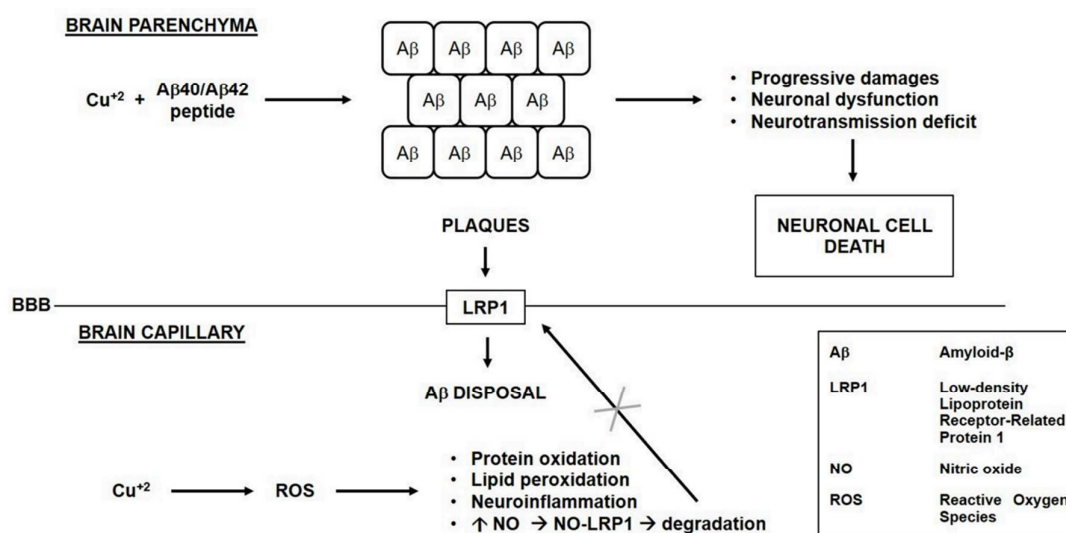 BRAIN PARENCHYMA
Cu+2 + Aβ40/Aβ42
peptide
Aβ Aβ Aβ Aβ
Aβ Aβ Aβ
Aβ Aβ Aβ Aβ
• Progressive damages
• Neuronal dysfunction
• Neurotransmission deficit
NEURONAL CELL
DEATH
PLAQUES
BBB
LRP1
BRAIN CAPILLARY
Aβ DISPOSAL
Cu+2
ROS
• Protein oxidation
• Lipid peroxidation
• Neuroinflammation
• ↑ NO → NO-LRP1 → degradation
Aβ Amyloid-β
LRP1 Low-density
Lipoprotein
Receptor-Related
Protein 1
NO Nitric oxide
ROS Reactive Oxygen
Species